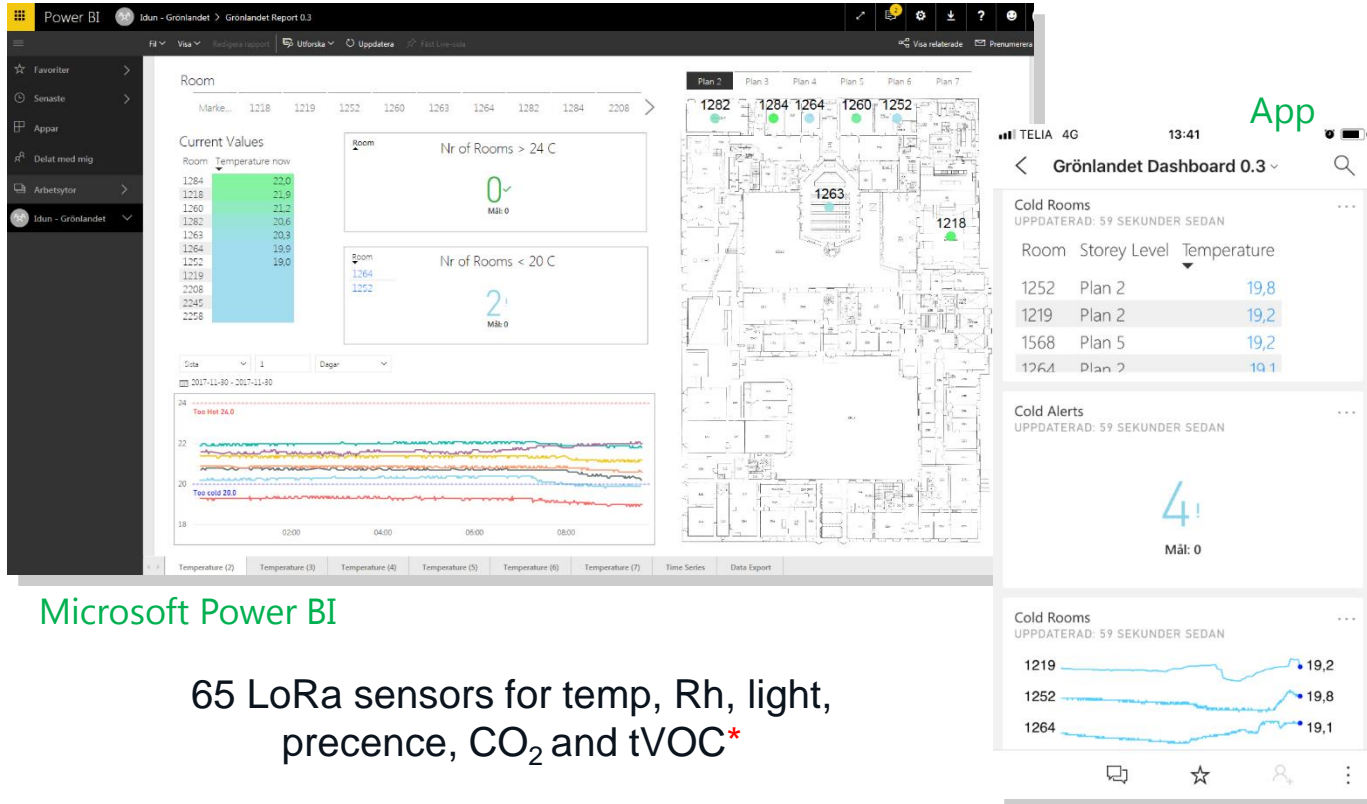 Power BI
Idun - Grönlandet > Grönlandet Report 0.3
Fil Visa Redigera rapport Utforska Uppdatera Fäst Live-sida Visa relaterade Prenumerera
Favoriter
Senaste
Appar
Delat med mig
Arbetsytor
Idun - Grönlandet
Room
Marke... 1218 1219 1252 1260 1263 1264 1282 1284 2208
Current Values
Room Temperature now
1284 22,0
1218 21,9
1260 21,2
1282 20,6
1263 20,3
1264 19,9
1252 19,0
1219
2208
2245
2258
Room
Nr of Rooms > 24 C
0
Mål: 0
Room
Nr of Rooms < 20 C
1264
1252
2!
Mål: 0
Sista 1 Dagar
2017-11-30 - 2017-11-30
24
Too Hot 24.0
22
20
Too cold 20.0
18
02:00 04:00 06:00 08:00
Plan 2 Plan 3 Plan 4 Plan 5 Plan 6 Plan 7
1282 1284 1264 1260 1252
1263
1218
Temperature (2) Temperature (3) Temperature (4) Temperature (5) Temperature (6) Temperature (7) Time Series Data Export
App
TELIA 4G 13:41
Grönlandet Dashboard 0.3
Cold Rooms
UPPDATERAD: 59 SEKUNDER SEDAN
Room Storey Level Temperature
1252 Plan 2 19,8
1219 Plan 2 19,2
1568 Plan 5 19,2
1264 Plan 2 19,1
Cold Alerts
UPPDATERAD: 59 SEKUNDER SEDAN
4!
Mål: 0
Cold Rooms
UPPDATERAD: 59 SEKUNDER SEDAN
1219 19,2
1252 19,8
1264 19,1
Microsoft Power BI
65 LoRa sensors for temp, Rh, light,
precence, CO₂ and tVOC*